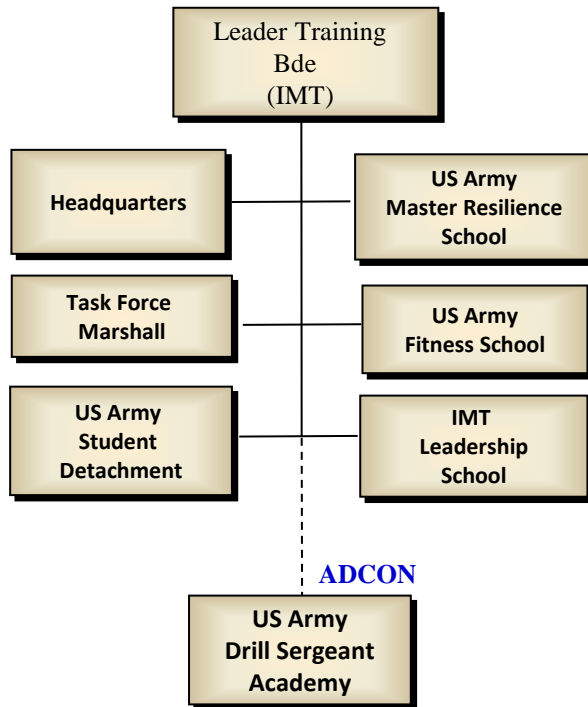 Leader Training
Bde
(IMT)
Headquarters
US Army
Master Resilience
School
Task Force
Marshall
US Army
Fitness School
US Army
Student
Detachment
IMT
Leadership
School
ADCON
US Army
Drill Sergeant
Academy